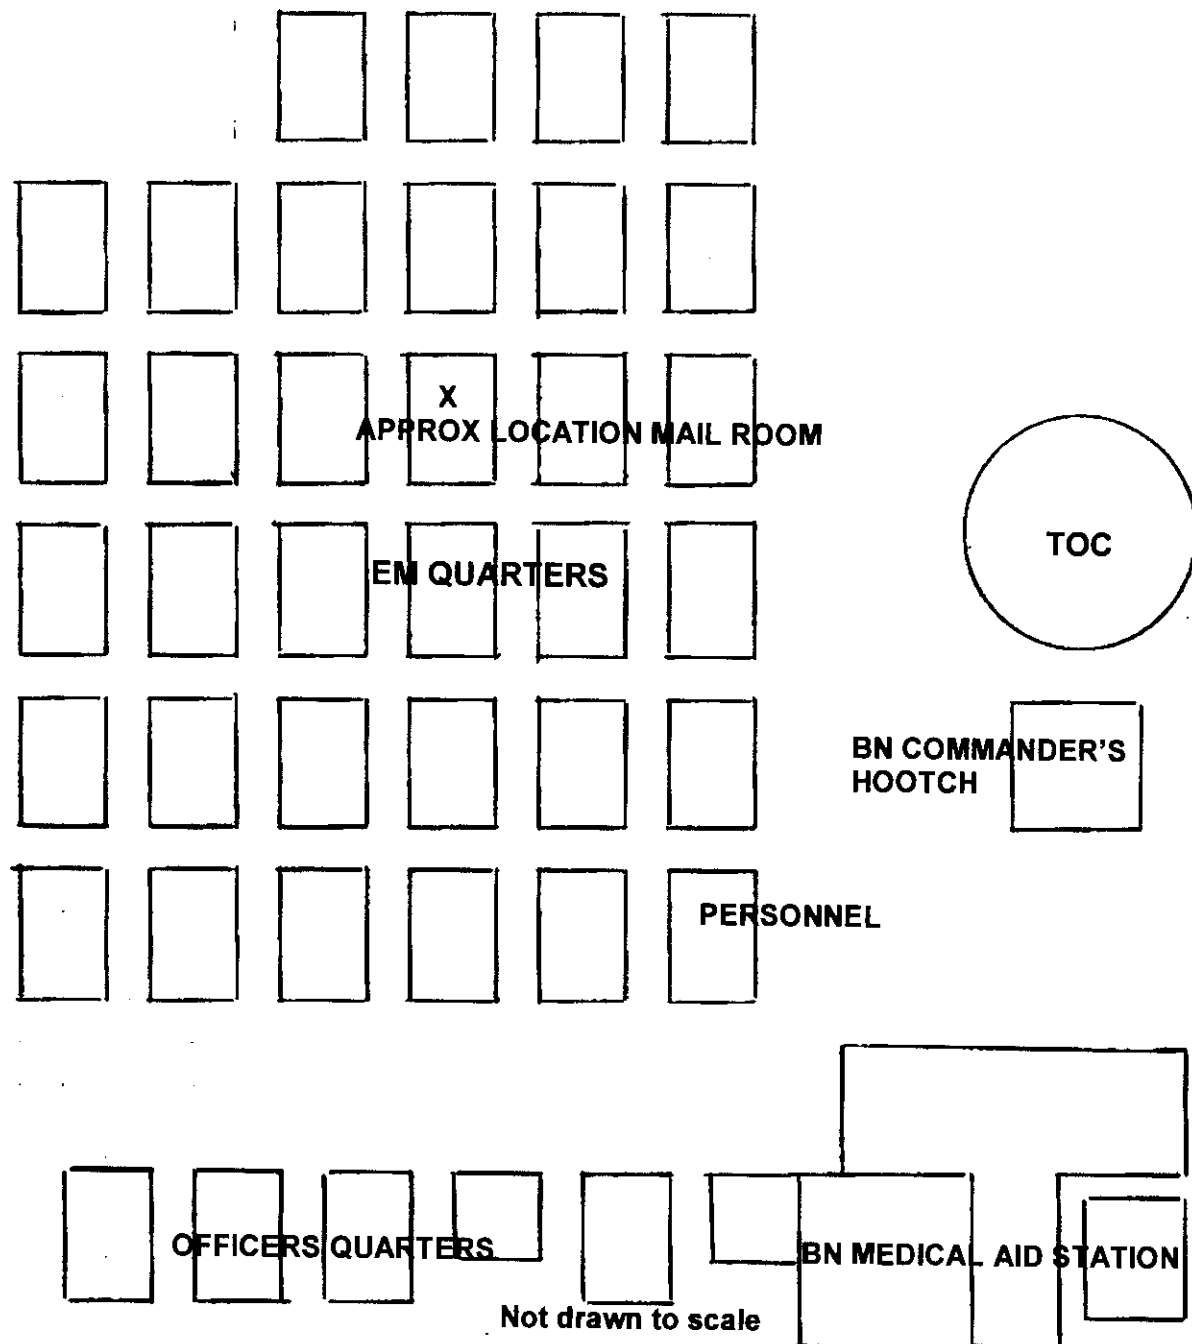 X
APPROX LOCATION MAIL ROOM
TOC
EM QUARTERS
BN COMMANDER'S
HOOTCH
PERSONNEL
OFFICERS QUARTERS
BN MEDICAL AID STATION
Not drawn to scale